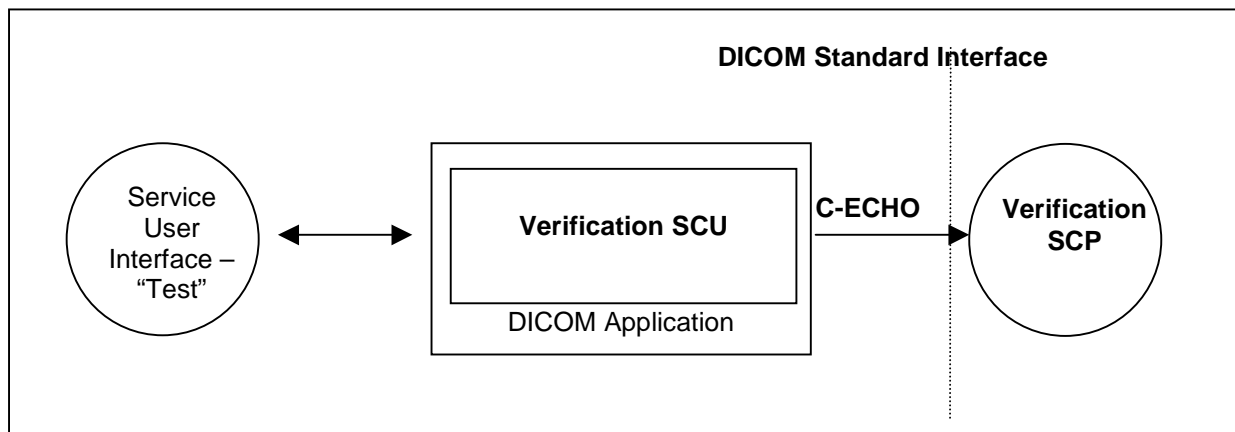 DICOM Standard Interface
Service
User
Interface –
“Test”
Verification SCU
DICOM Application
C-ECHO
Verification
SCP